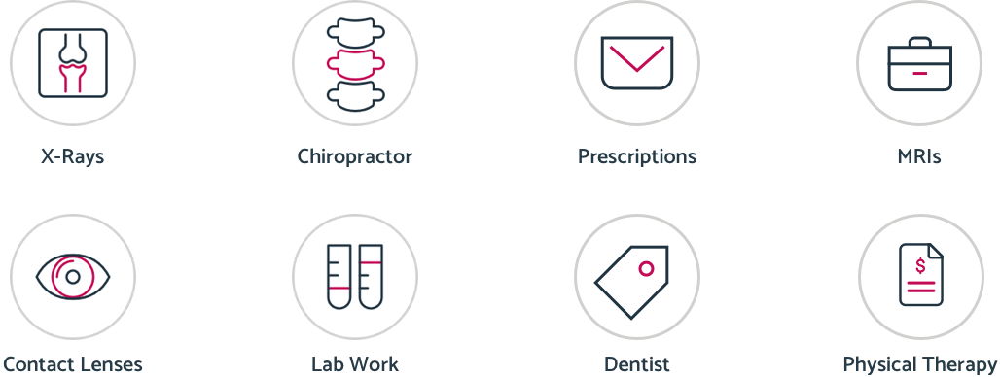 X-Rays
Chiropractor
Prescriptions
MRIs
$
Contact Lenses
Lab Work
Dentist
Physical Therapy